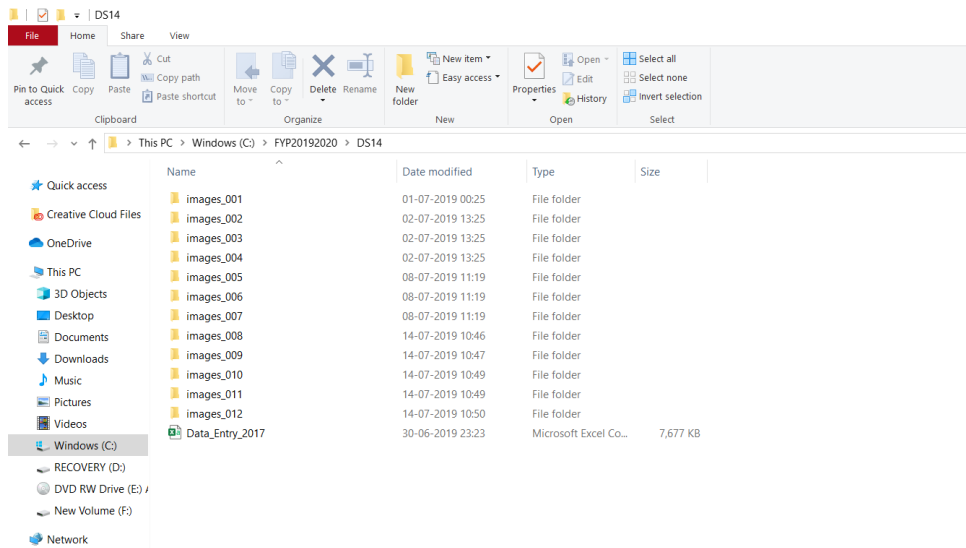 DS14
File Home Share View
Pin to Quick access
Copy
Paste
Cut
Copy path
Paste shortcut
Clipboard
Move to
Copy to
Delete
Rename
Organize
New folder
New item
Easy access
New
Properties
Open
Edit
History
Open
Select all
Select none
Invert selection
Select
This PC > Windows (C:) > FYP20192020 > DS14
Quick access
Creative Cloud Files
OneDrive
This PC
3D Objects
Desktop
Documents
Downloads
Music
Pictures
Videos
Windows (C:)
RECOVERY (D:)
DVD RW Drive (E:)
New Volume (F:)
Network
Name Date modified Type Size
images_001 01-07-2019 00:25 File folder
images_002 02-07-2019 13:25 File folder
images_003 02-07-2019 13:25 File folder
images_004 02-07-2019 13:25 File folder
images_005 08-07-2019 11:19 File folder
images_006 08-07-2019 11:19 File folder
images_007 08-07-2019 11:19 File folder
images_008 14-07-2019 10:46 File folder
images_009 14-07-2019 10:47 File folder
images_010 14-07-2019 10:49 File folder
images_011 14-07-2019 10:49 File folder
images_012 14-07-2019 10:50 File folder
Data_Entry_2017 30-06-2019 23:23 Microsoft Excel Co... 7,677 KB